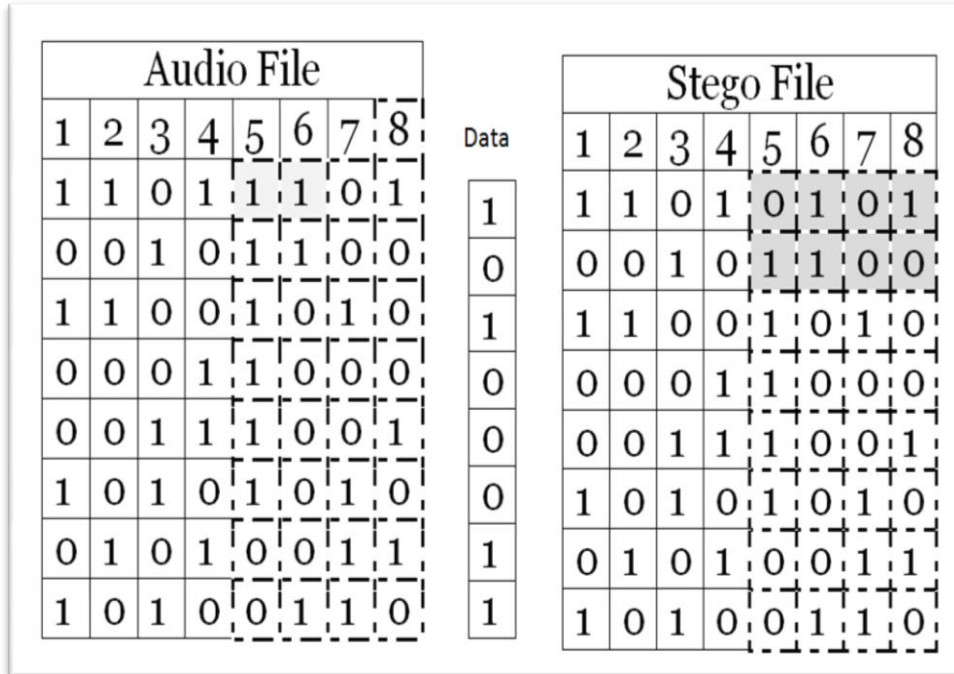 Audio File
1 2 3 4 5 6 7 8
1 1 0 1 1 1 0 1
0 0 1 0 1 1 0 0
1 1 0 0 1 0 1 0
0 0 0 1 1 0 0 0
0 0 1 1 1 0 0 1
1 0 1 0 1 0 1 0
0 1 0 1 0 0 1 1
1 0 1 0 0 1 1 0
Data
1
0
1
0
0
0
1
1
Stego File
1 2 3 4 5 6 7 8
1 1 0 1 0 1 0 1
0 0 1 0 1 1 0 0
1 1 0 0 1 0 1 0
0 0 0 1 1 0 0 0
0 0 1 1 1 0 0 1
1 0 1 0 1 0 1 0
0 1 0 1 0 0 1 1
1 0 1 0 0 1 1 0